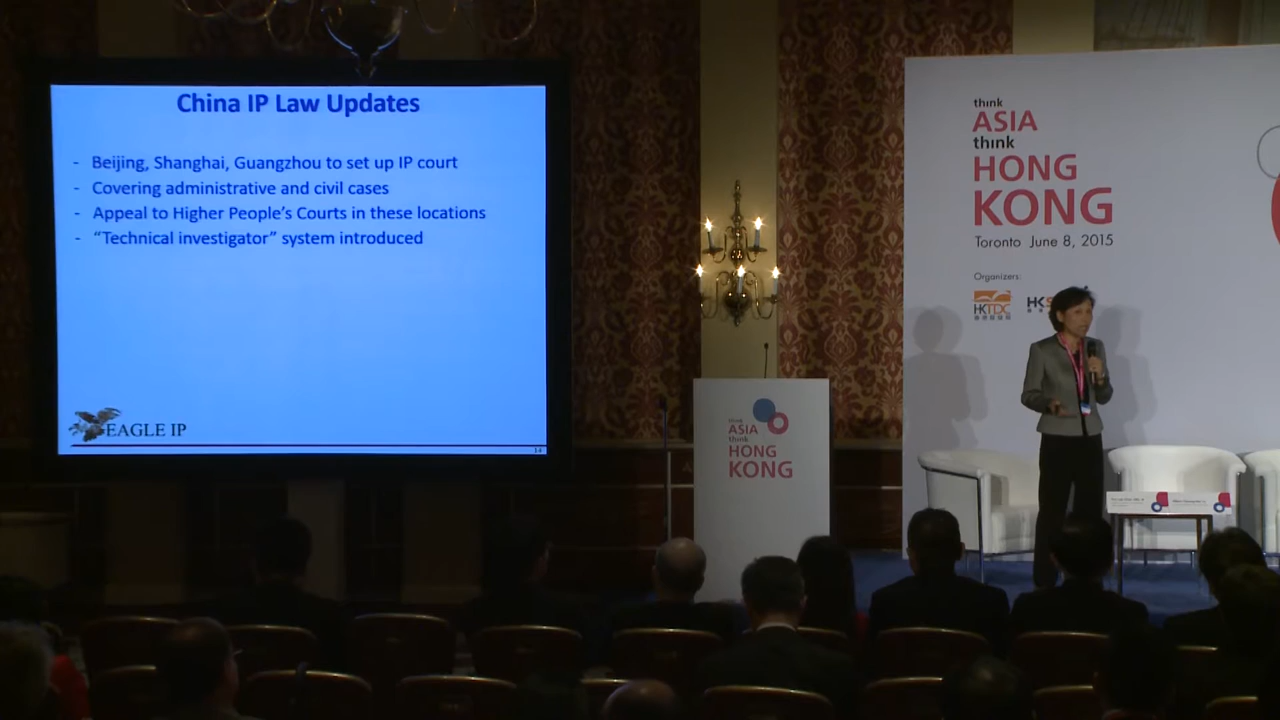 China IP Law Updates
- Beijing, Shanghai, Guangzhou to set up IP court
- Covering administrative and civil cases
- Appeal to Higher People's Courts in these locations
- “Technical investigator” system introduced
EAGLE IP
14
think
ASIA
think
HONG
KONG
Toronto June 8, 2015
Organizers:
HKTDC
think
ASIA
think
HONG
KONG